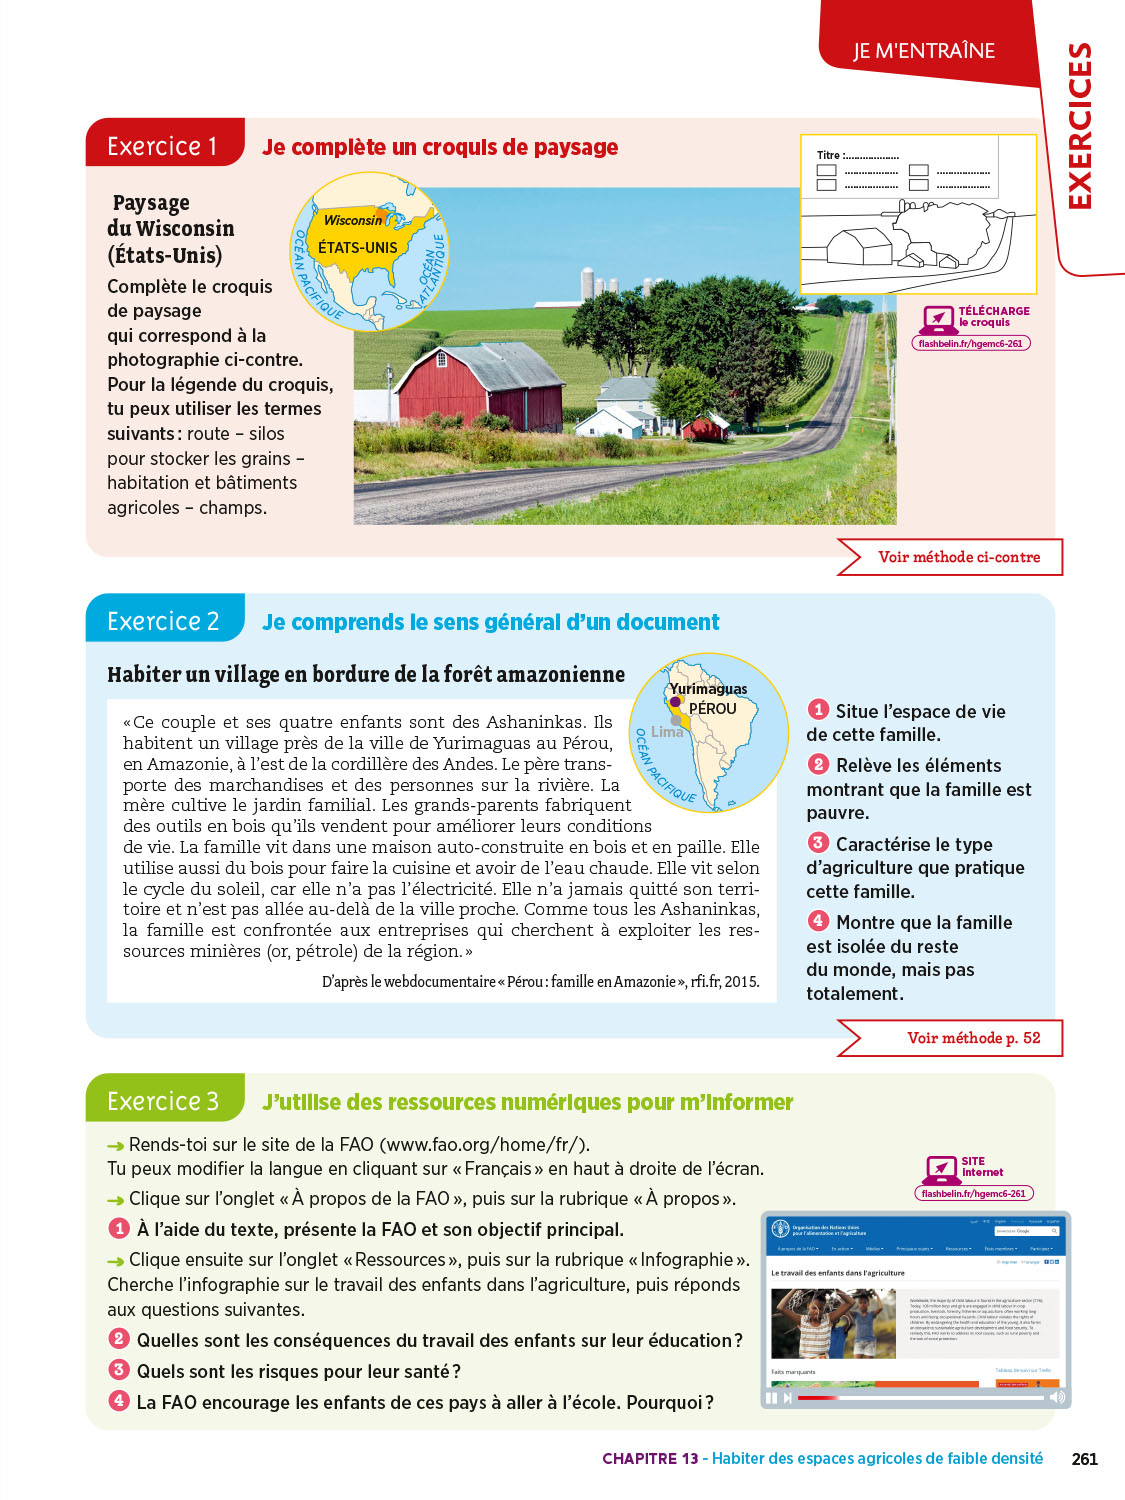 JE M'ENTRAÎNE
EXERCICES
Exercice 1
Je complète un croquis de paysage
Paysage
du Wisconsin
(États-Unis)
Complète le croquis
de paysage
qui correspond à la
photographie ci-contre.
Pour la légende du croquis,
tu peux utiliser les termes
suivants : route – silos
pour stocker les grains –
habitation et bâtiments
agricoles – champs.
Wisconsin
ÉTATS-UNIS
OCÉAN PACIFIQUE
OCÉAN
ATLANTIQUE
Titre :...................
................... ...................
................... ...................
TÉLÉCHARGE
le croquis
flashbelin.fr/hgemc6-261
Voir méthode ci-contre
Exercice 2
Je comprends le sens général d'un document
Habiter un village en bordure de la forêt amazonienne
« Ce couple et ses quatre enfants sont des Ashaninkas. Ils
habitent un village près de la ville de Yurimaguas au Pérou,
en Amazonie, à l'est de la cordillère des Andes. Le père trans-
porte des marchandises et des personnes sur la rivière. La
mère cultive le jardin familial. Les grands-parents fabriquent
des outils en bois qu'ils vendent pour améliorer leurs conditions
de vie. La famille vit dans une maison auto-construite en bois et en paille. Elle
utilise aussi du bois pour faire la cuisine et avoir de l'eau chaude. Elle vit selon
le cycle du soleil, car elle n'a pas l'électricité. Elle n'a jamais quitté son terri-
toire et n'est pas allée au-delà de la ville proche. Comme tous les Ashaninkas,
la famille est confrontée aux entreprises qui cherchent à exploiter les res-
sources minières (or, pétrole) de la région. »
D'après le webdocumentaire « Pérou : famille en Amazonie », rfi.fr, 2015.
Yurimaguas
PÉROU
Lima
OCÉAN PACIFIQUE
1 Situe l'espace de vie
de cette famille.
2 Relève les éléments
montrant que la famille est
pauvre.
3 Caractérise le type
d'agriculture que pratique
cette famille.
4 Montre que la famille
est isolée du reste
du monde, mais pas
totalement.
Voir méthode p. 52
Exercice 3
J'utilise des ressources numériques pour m'informer
→ Rends-toi sur le site de la FAO (www.fao.org/home/fr/).
Tu peux modifier la langue en cliquant sur « Français » en haut à droite de l'écran.
→ Clique sur l'onglet « À propos de la FAO », puis sur la rubrique « À propos ».
1 À l'aide du texte, présente la FAO et son objectif principal.
→ Clique ensuite sur l'onglet « Ressources », puis sur la rubrique « Infographie ».
Cherche l'infographie sur le travail des enfants dans l'agriculture, puis réponds
aux questions suivantes.
2 Quelles sont les conséquences du travail des enfants sur leur éducation ?
3 Quels sont les risques pour leur santé ?
4 La FAO encourage les enfants de ces pays à aller à l'école. Pourquoi ?
SITE
internet
flashbelin.fr/hgemc6-261
Organisation des Nations Unies
pour l'alimentation et l'agriculture
À propos de la FAO En action Médias Principaux sujets Ressources États membres Participez
Le travail des enfants dans l'agriculture
Faits marquants
CHAPITRE 13 - Habiter des espaces agricoles de faible densité 261